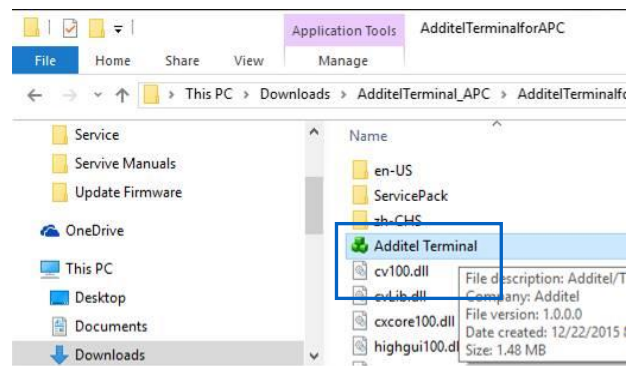 Application Tools AdditelTerminalforAPC
File Home Share View Manage
This PC > Downloads > AdditelTerminal_APC >
Service
Servive Manuals
Update Firmware
OneDrive
This PC
Desktop
Documents
Downloads
Name
en-US
ServicePack
zh-CHS
Additel Terminal
cv100.dll
cvLib.dll
cxcore100.dll
highgui100.dll
File description: Additel/T
Company: Additel
File version: 1.0.0.0
Date created: 12/22/2015
Size: 1.48 MB